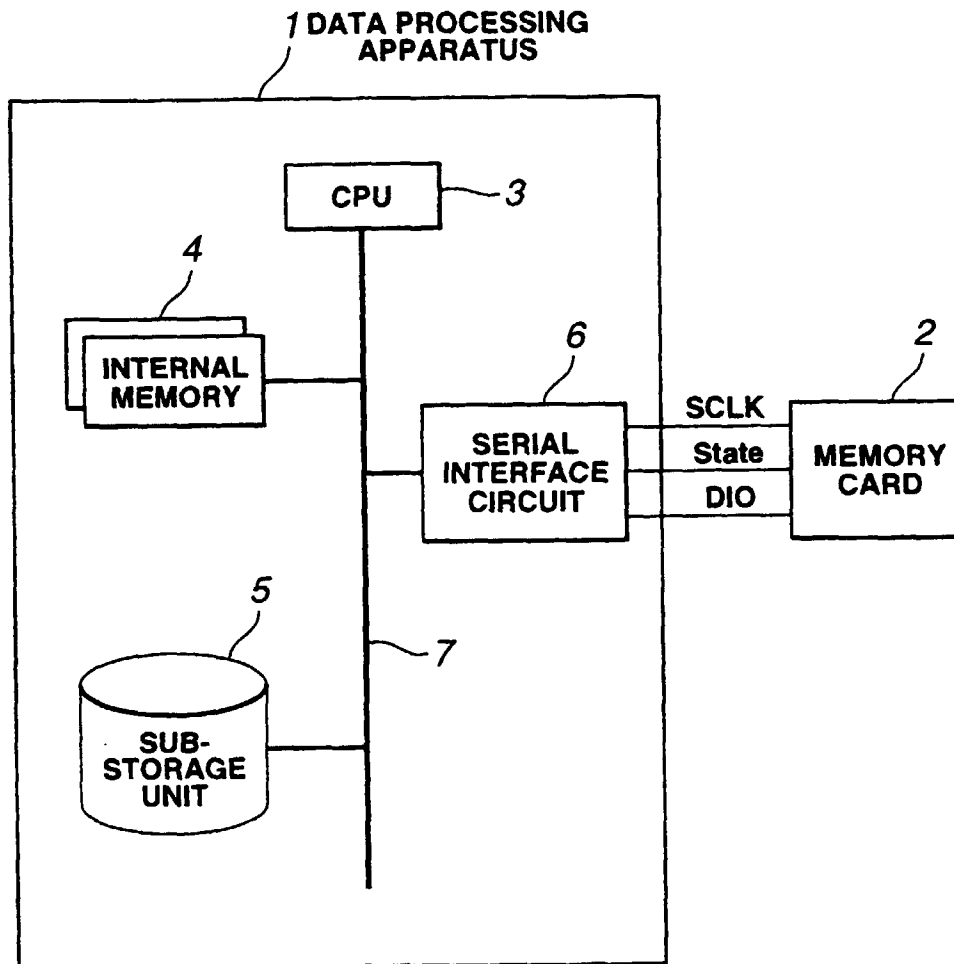 1 DATA PROCESSING
APPARATUS
CPU
3
4
INTERNAL
MEMORY
6
2
SERIAL
INTERFACE
CIRCUIT
SCLK
State
DIO
MEMORY
CARD
5
7
SUB-
STORAGE
UNIT